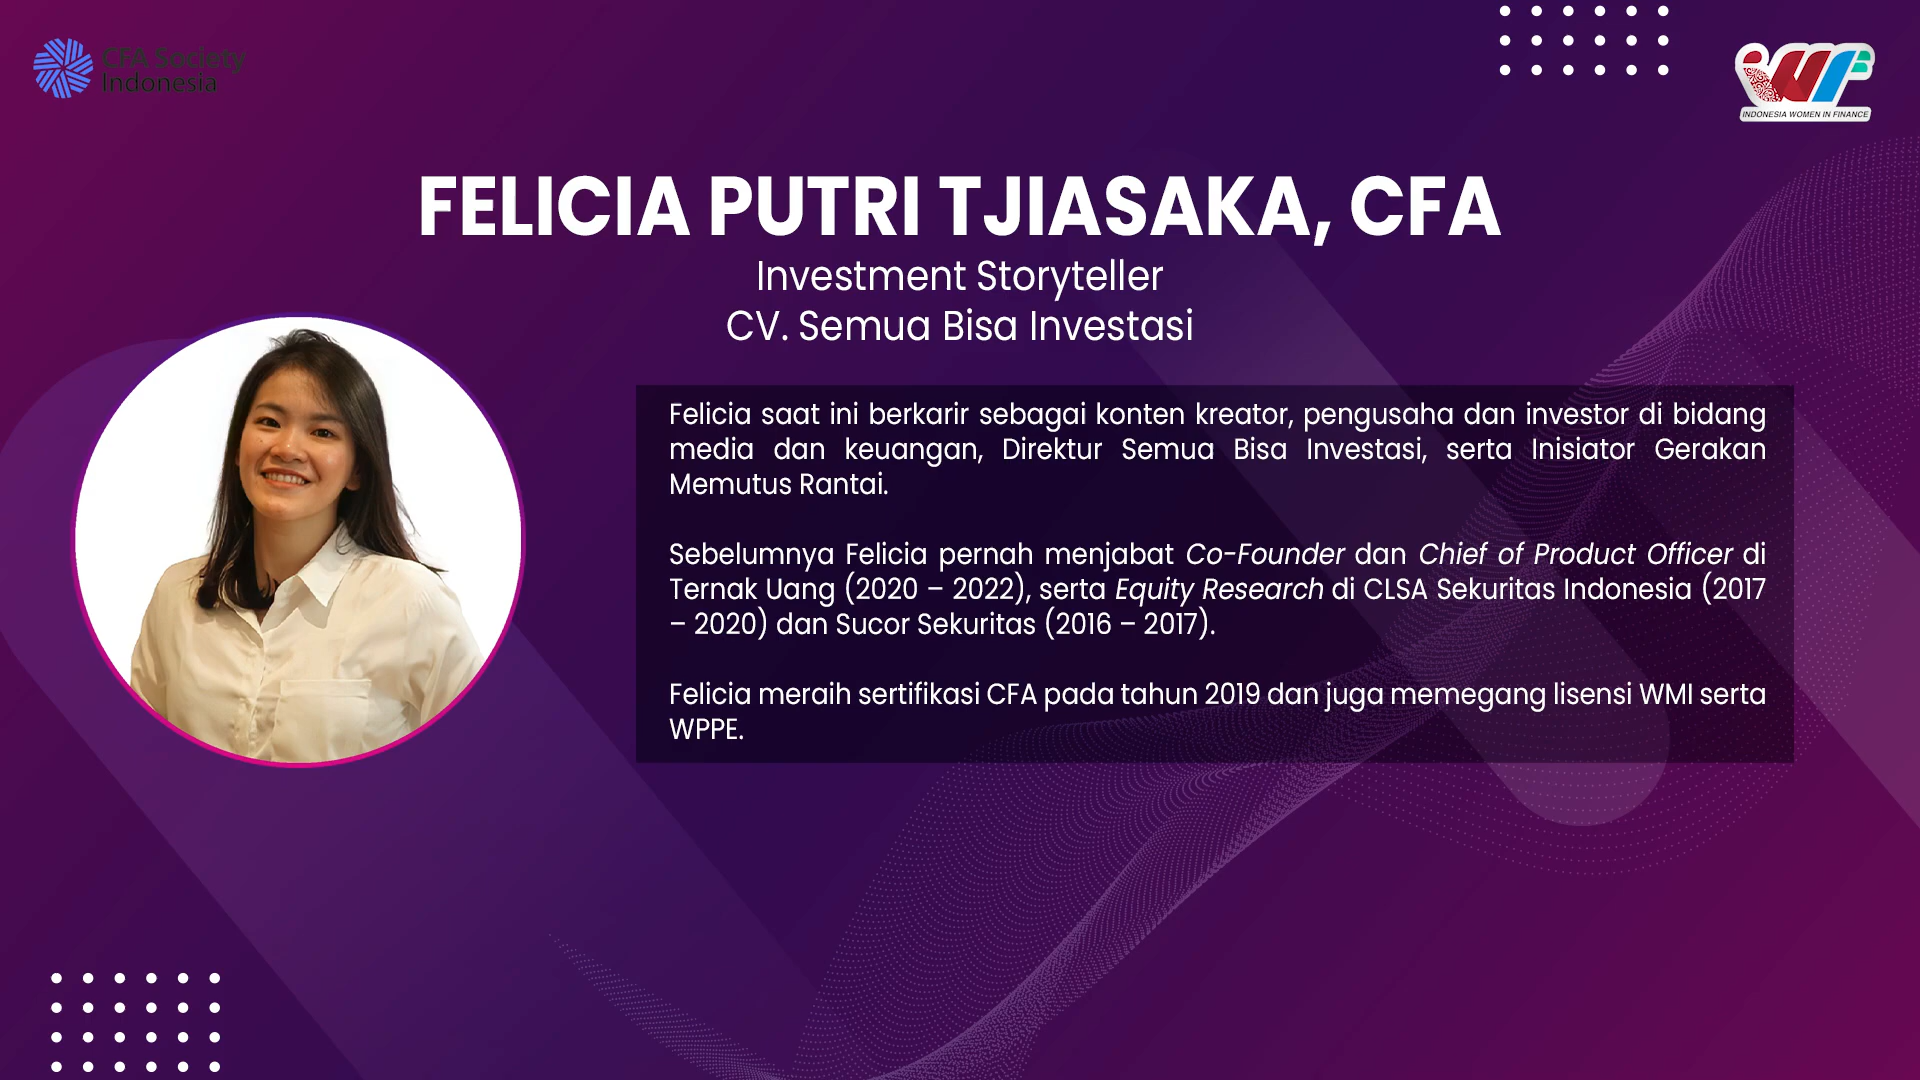 CFA Society
Indonesia
IWF
INDONESIA WOMEN IN FINANCE
FELICIA PUTRI TJIASAKA, CFA
Investment Storyteller
CV. Semua Bisa Investasi
Felicia saat ini berkarir sebagai konten kreator, pengusaha dan investor di bidang
media dan keuangan, Direktur Semua Bisa Investasi, serta Inisiator Gerakan
Memutus Rantai.
Sebelumnya Felicia pernah menjabat Co-Founder dan Chief of Product Officer di
Ternak Uang (2020 – 2022), serta Equity Research di CLSA Sekuritas Indonesia (2017
– 2020) dan Sucor Sekuritas (2016 – 2017).
Felicia meraih sertifikasi CFA pada tahun 2019 dan juga memegang lisensi WMI serta
WPPE.